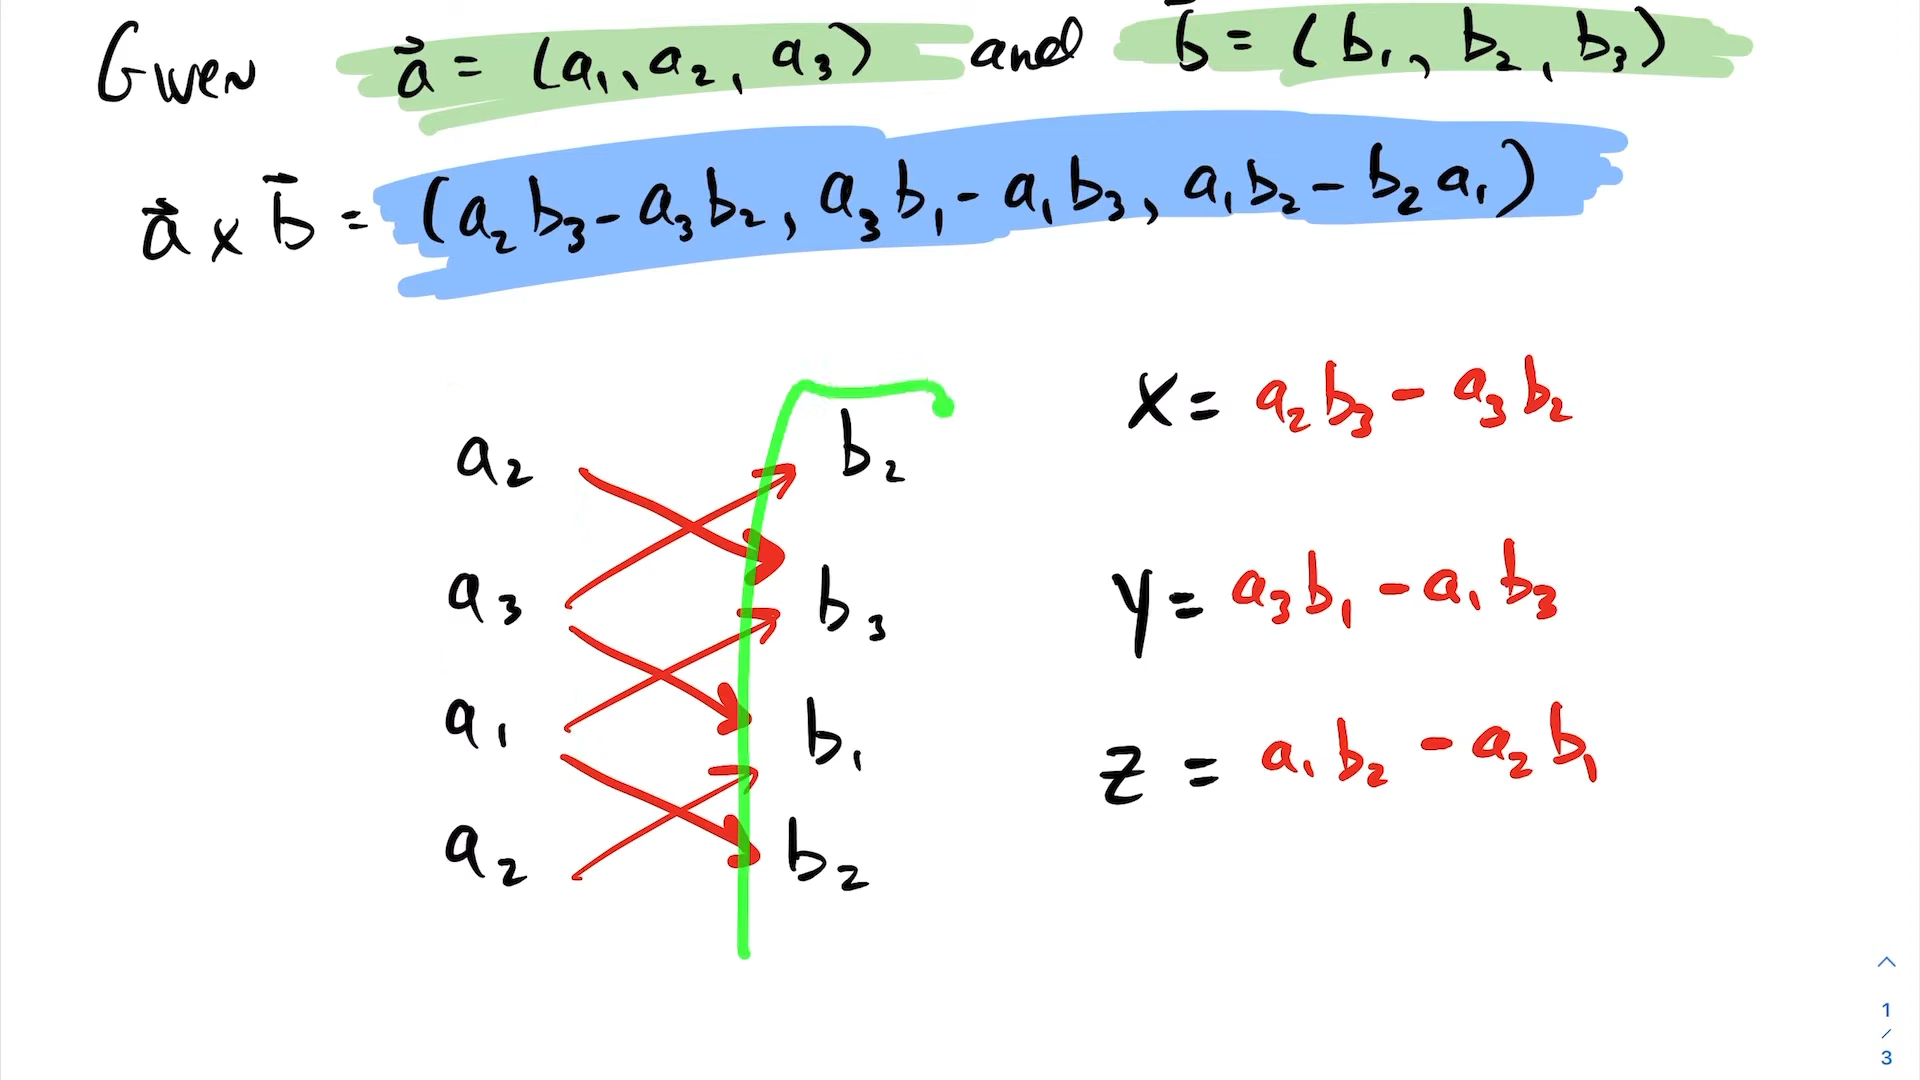 Given a⃗ = (a₁, a₂, a₃) and b⃗ = (b₁, b₂, b₃)
a⃗ x b⃗ = (a₂b₃ - a₃b₂, a₃b₁ - a₁b₃, a₁b₂ - b₂a₁)
a₂ b₂ x = a₂b₃ - a₃b₂
a₃ b₃ y = a₃b₁ - a₁b₃
a₁ b₁ z = a₁b₂ - a₂b₁
a₂ b₂
1
/
3